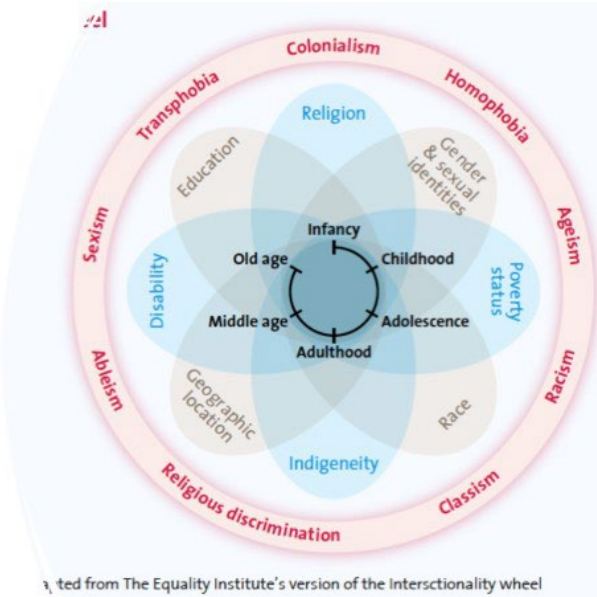 Colonialism
Homophobia
Ageism
Racism
Classism
Religious discrimination
Ableism
Sexism
Transphobia
Religion
Gender
& sexual
identities
Poverty
status
Race
Indigeneity
Geographic
location
Disability
Education
Infancy
Childhood
Adolescence
Adulthood
Middle age
Old age
from The Equality Institute's version of the Intersctionality wheel